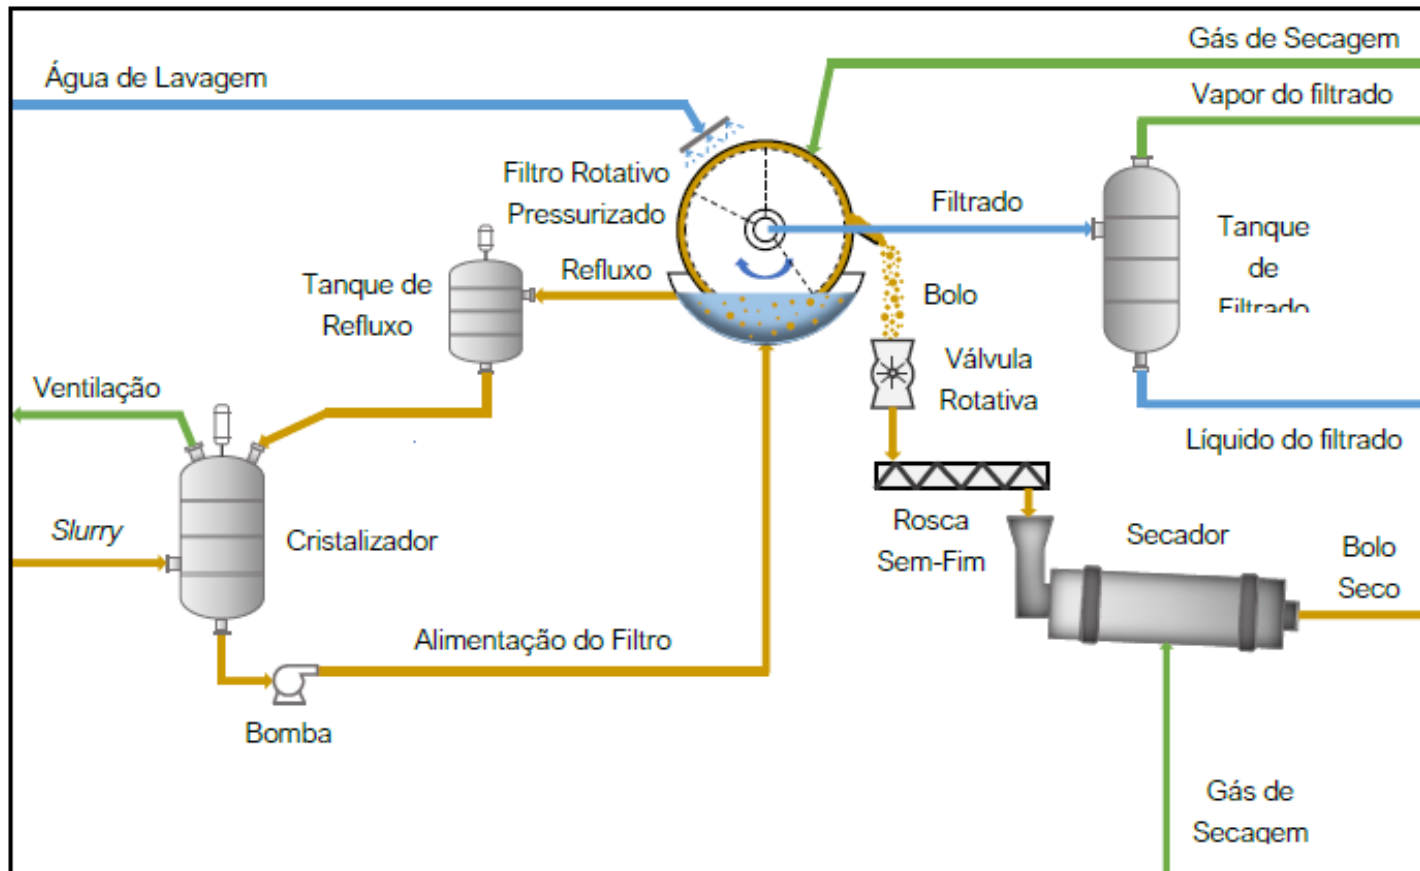 Gás de Secagem
Água de Lavagem
Vapor do filtrado
Filtro Rotativo
Pressurizado
Filtrado
Tanque
de
Filtrado
Refluxo
Tanque de
Refluxo
Bolo
Válvula
Rotativa
Ventilação
Líquido do filtrado
Slurry
Cristalizador
Rosca
Sem-Fim
Secador
Bolo
Seco
Alimentação do Filtro
Bomba
Gás de
Secagem